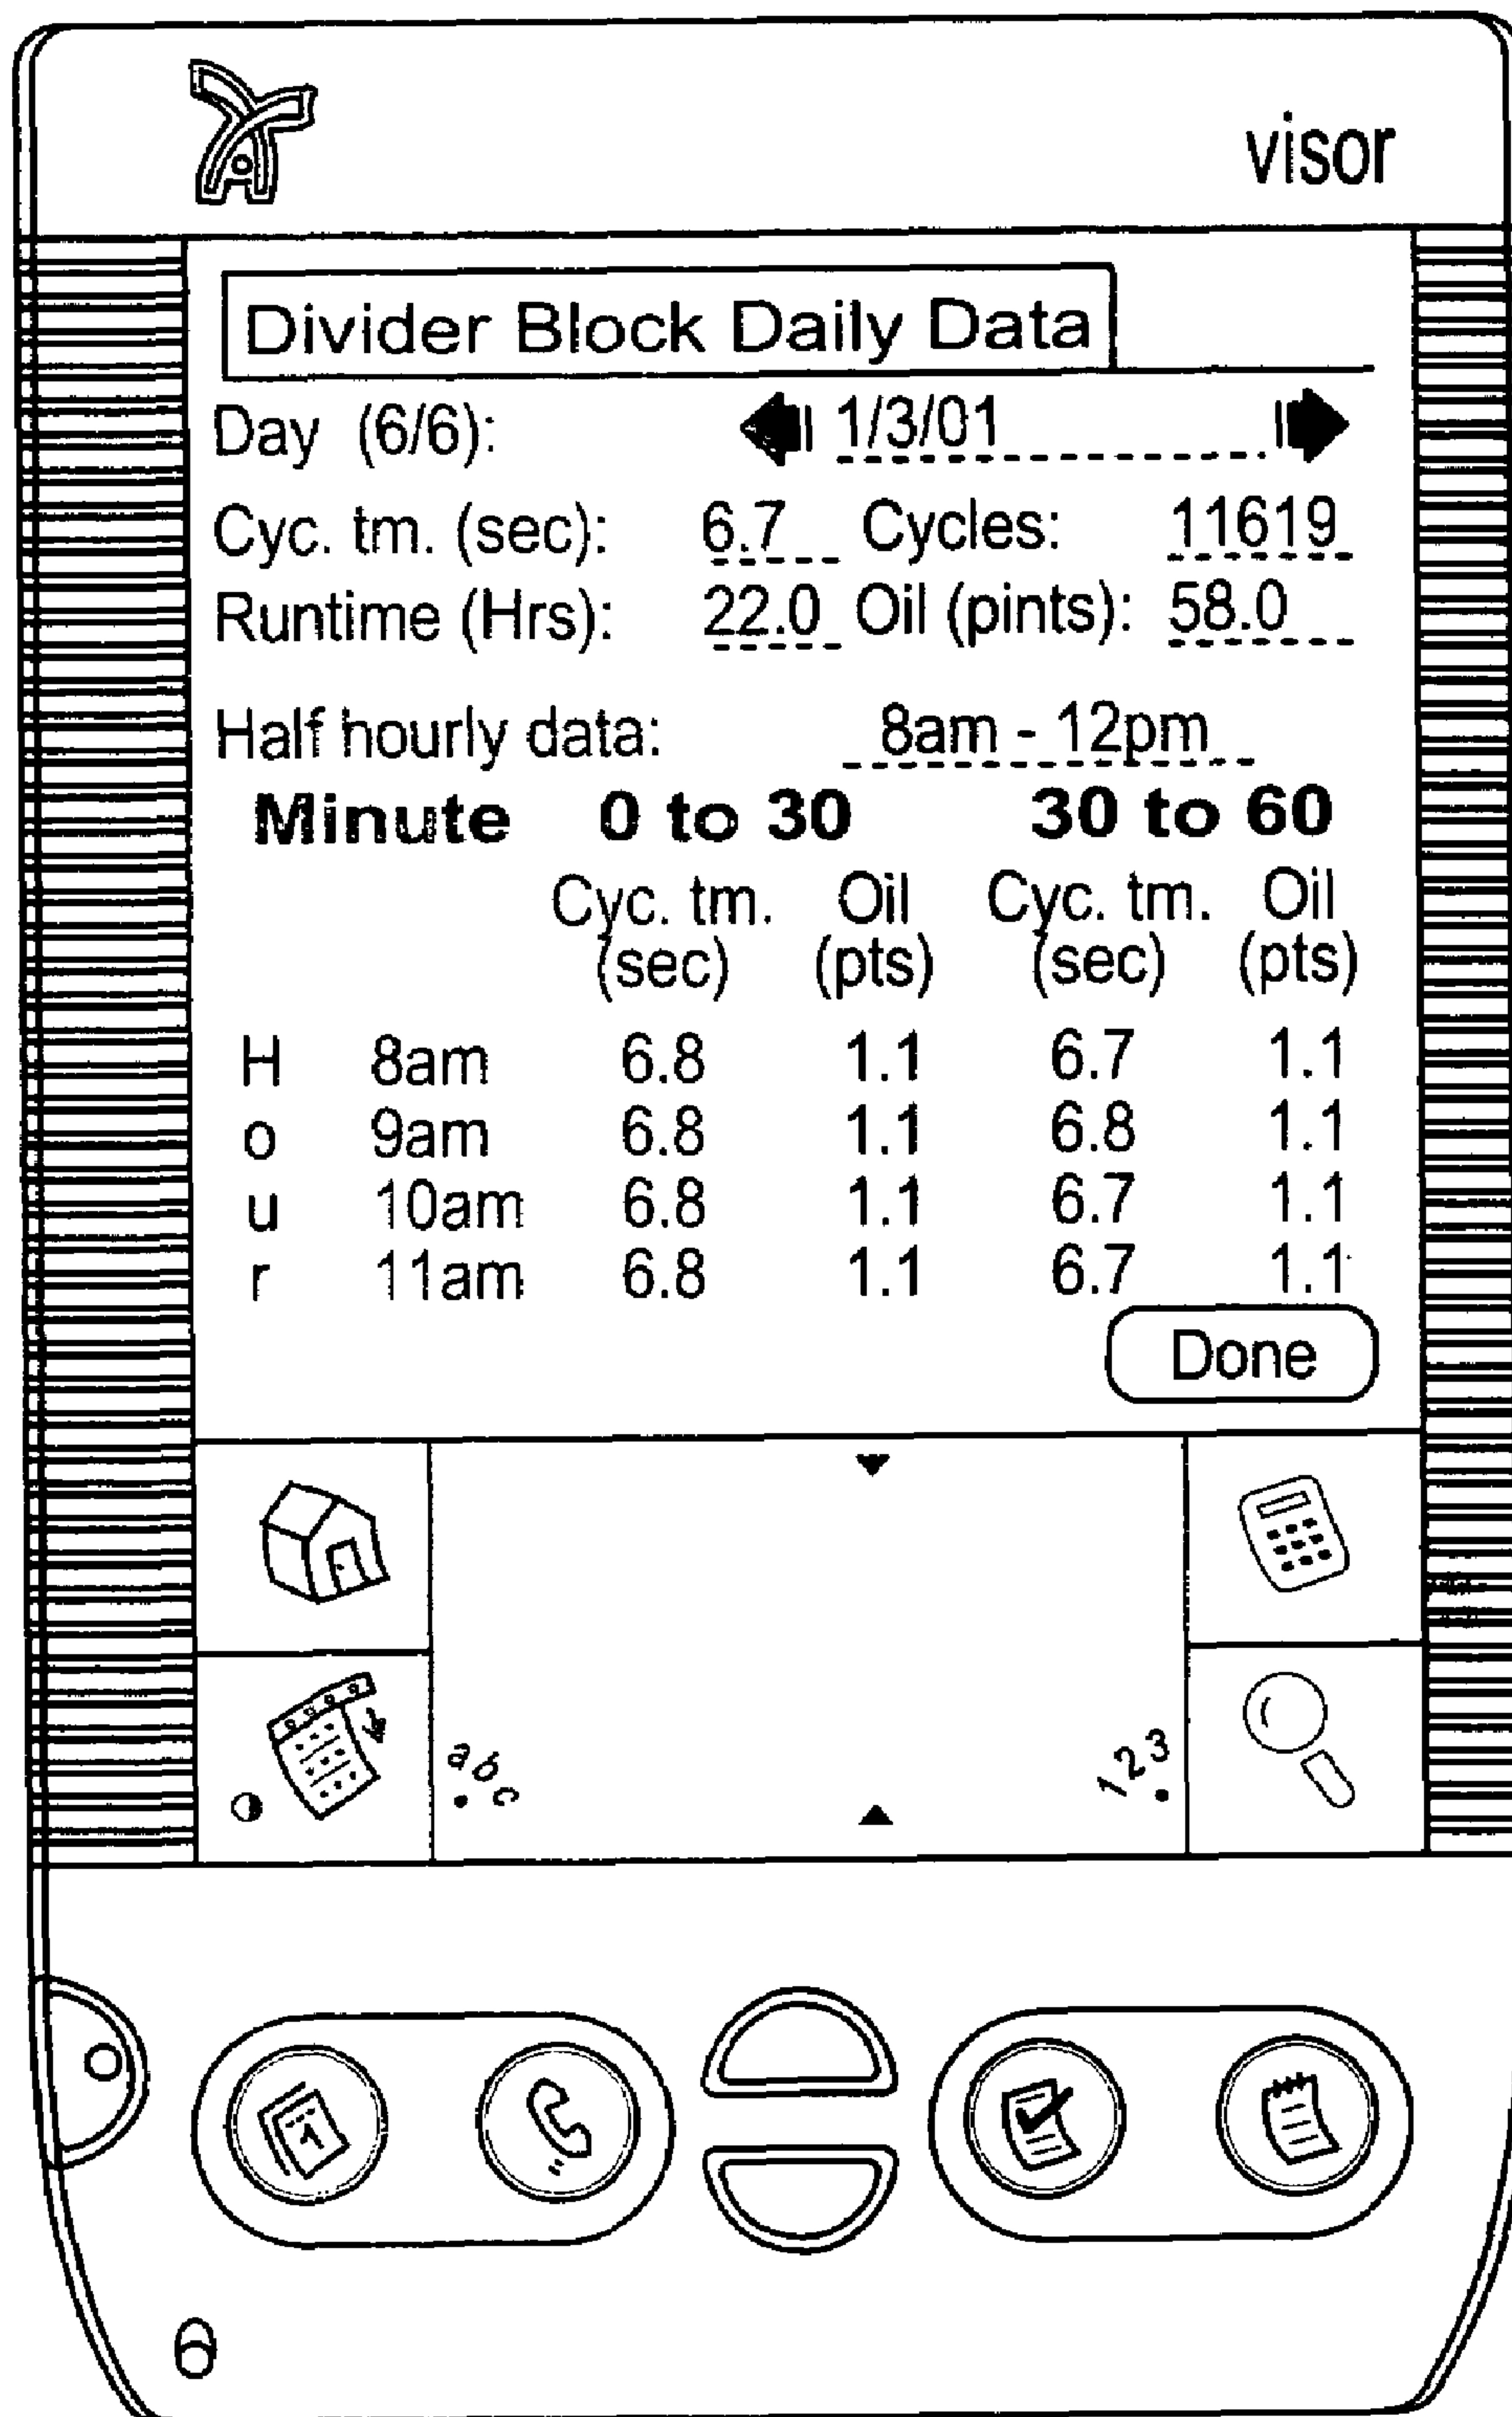 visor
Divider Block Daily Data
Day (6/6): 1/3/01
Cyc. tm. (sec): 6.7 Cycles: 11619
Runtime (Hrs): 22.0 Oil (pints): 58.0
Half hourly data: 8am - 12pm
Minute 0 to 30 30 to 60
Cyc. tm. Oil Cyc. tm. Oil
(sec) (pts) (sec) (pts)
H 8am 6.8 1.1 6.7 1.1
o 9am 6.8 1.1 6.8 1.1
u 10am 6.8 1.1 6.7 1.1
r 11am 6.8 1.1 6.7 1.1
Done
abc 123
1